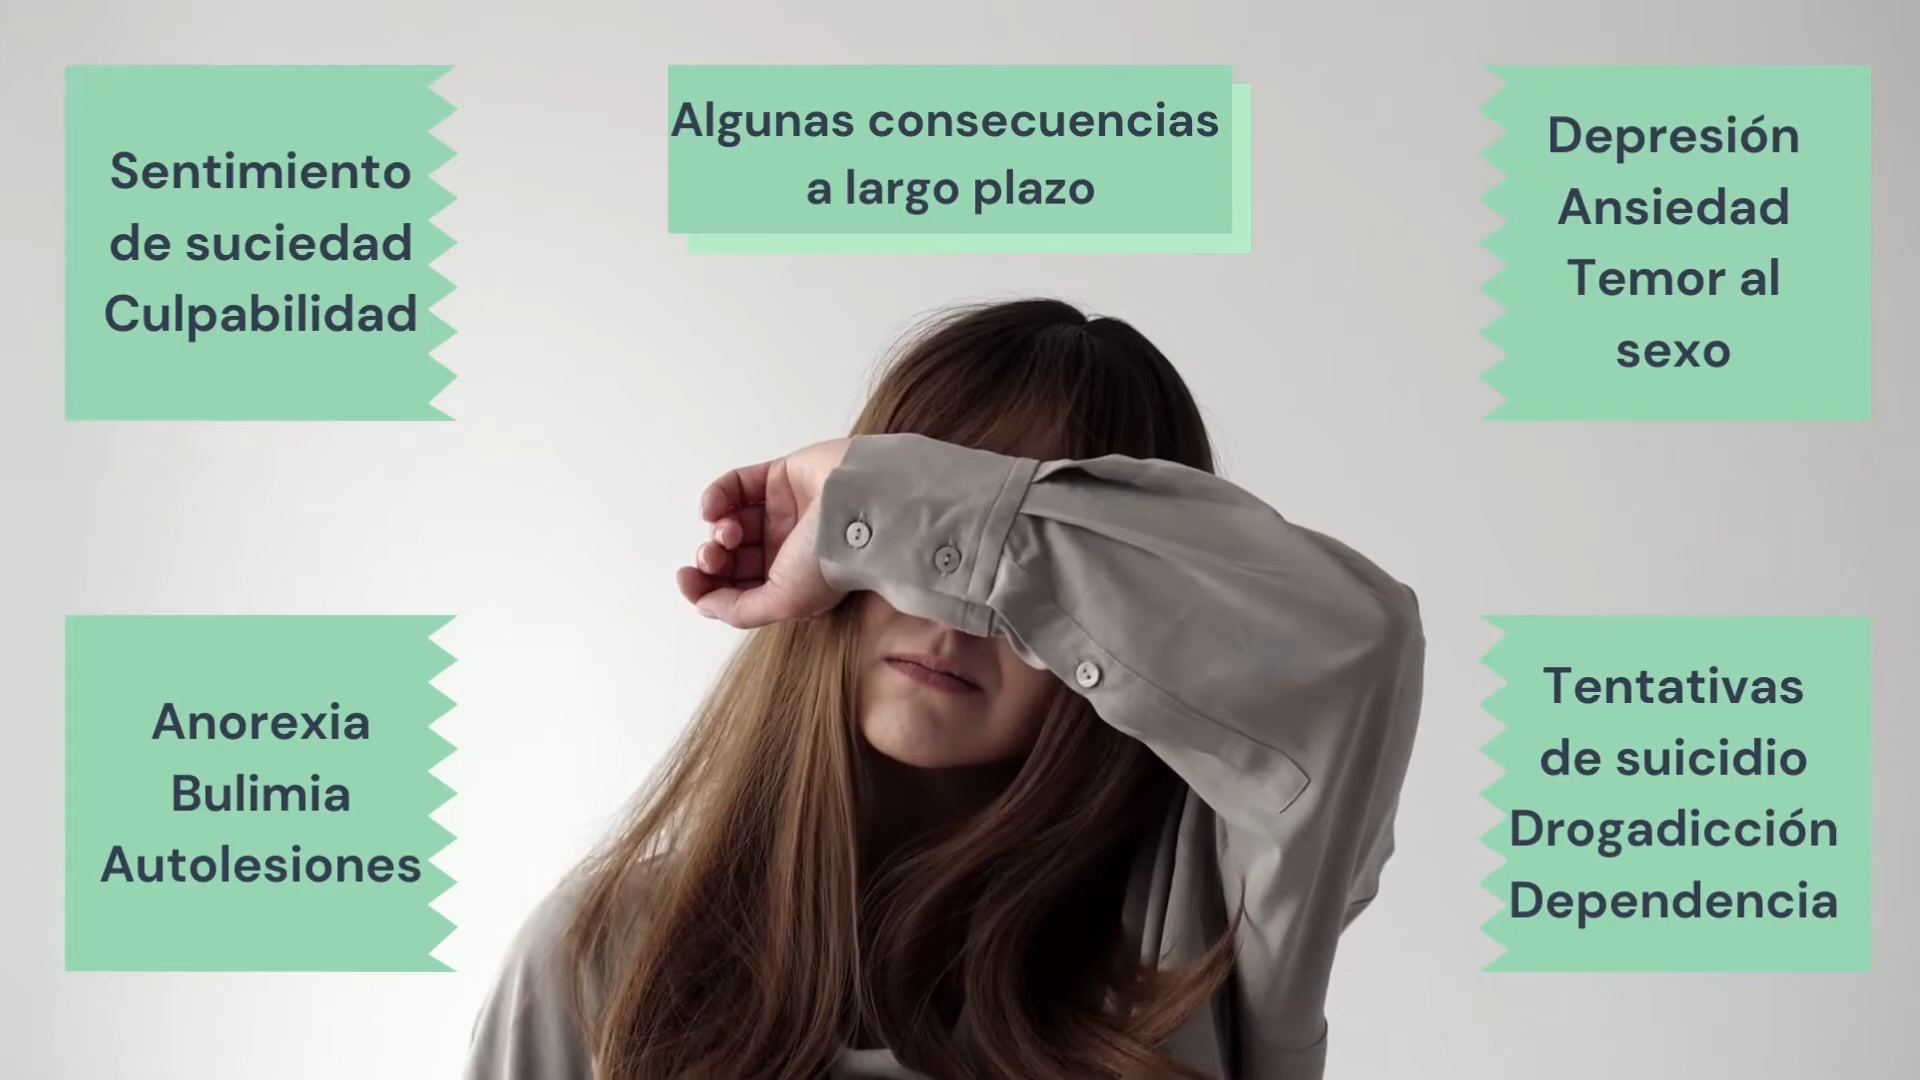 Algunas consecuencias
a largo plazo
Sentimiento
de suciedad
Culpabilidad
Depresión
Ansiedad
Temor al
sexo
Anorexia
Bulimia
Autolesiones
Tentativas
de suicidio
Drogadicción
Dependencia